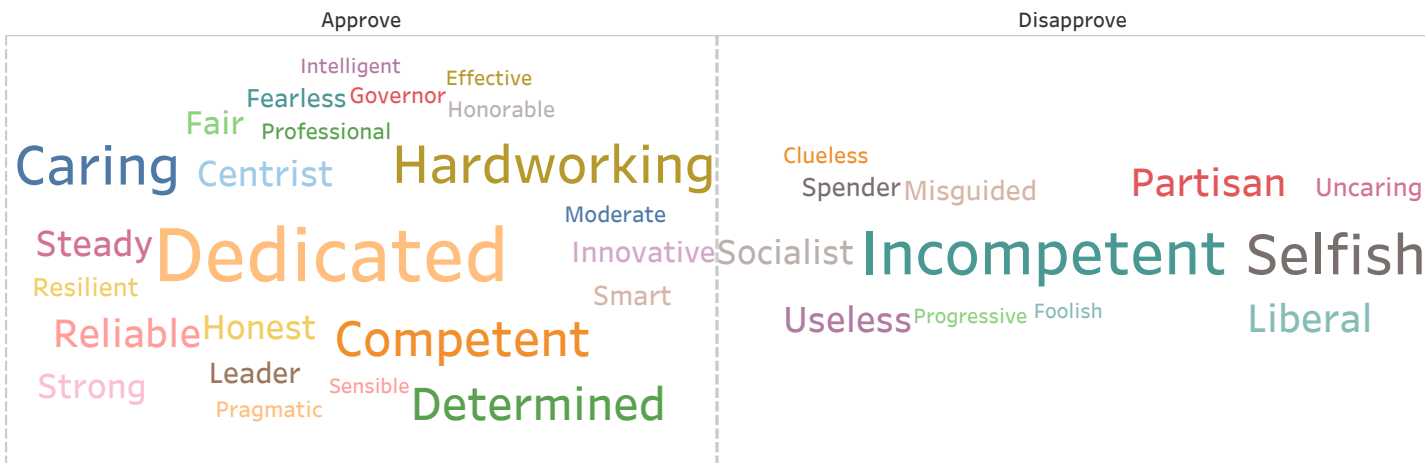 Approve
Disapprove
Intelligent
Effective
Fearless Governor
Honorable
Fair
Professional
Caring Centrist Hardworking
Moderate
Steady Dedicated Innovative
Resilient
Smart
Reliable Honest Competent
Leader
Strong
Sensible
Pragmatic
Determined
Clueless
Spender Misguided Partisan Uncaring
Socialist Incompetent Selfish
Useless Progressive Foolish Liberal